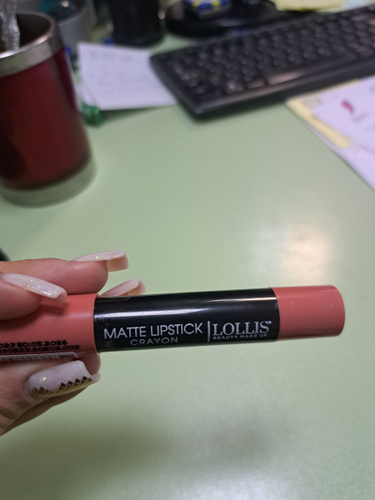 MATTE LIPSTICK
CRAYON
LOLLIS
BEAUTY MAKE UP